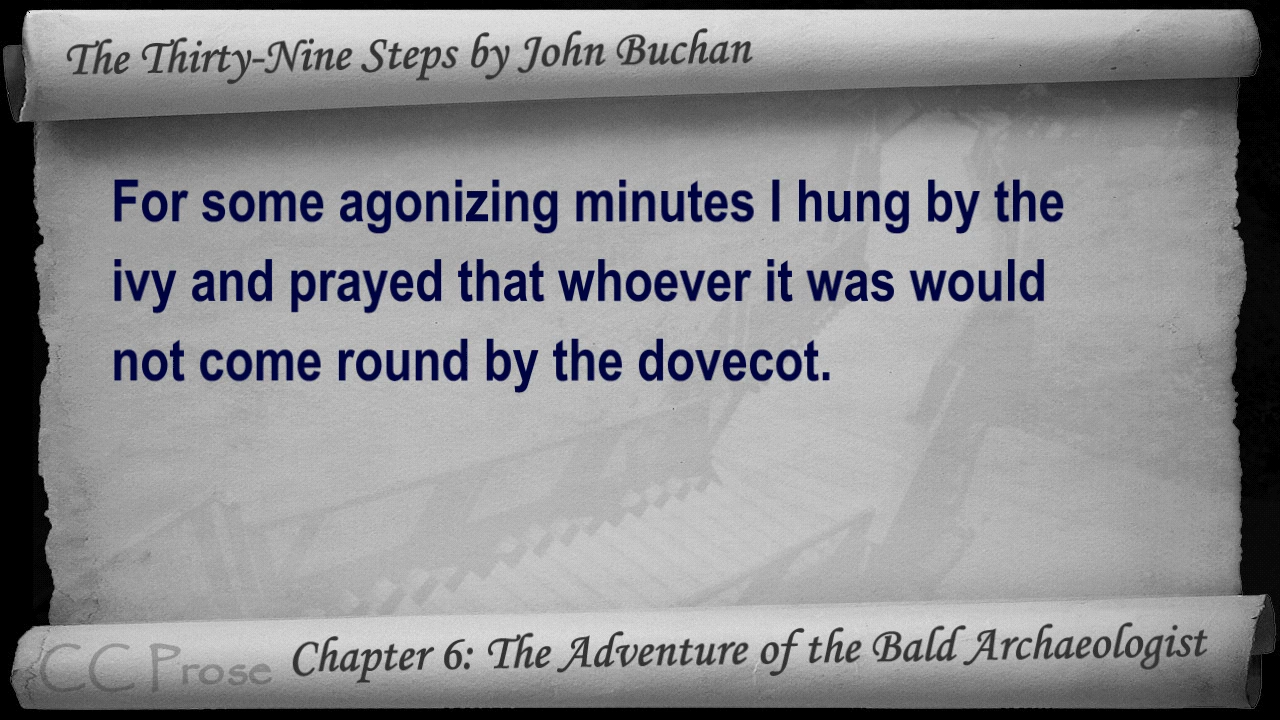 The Thirty-Nine Steps by John Buchan
For some agonizing minutes I hung by the
ivy and prayed that whoever it was would
not come round by the dovecot.
CC Prose
Chapter 6: The Adventure of the Bald Archaeologist